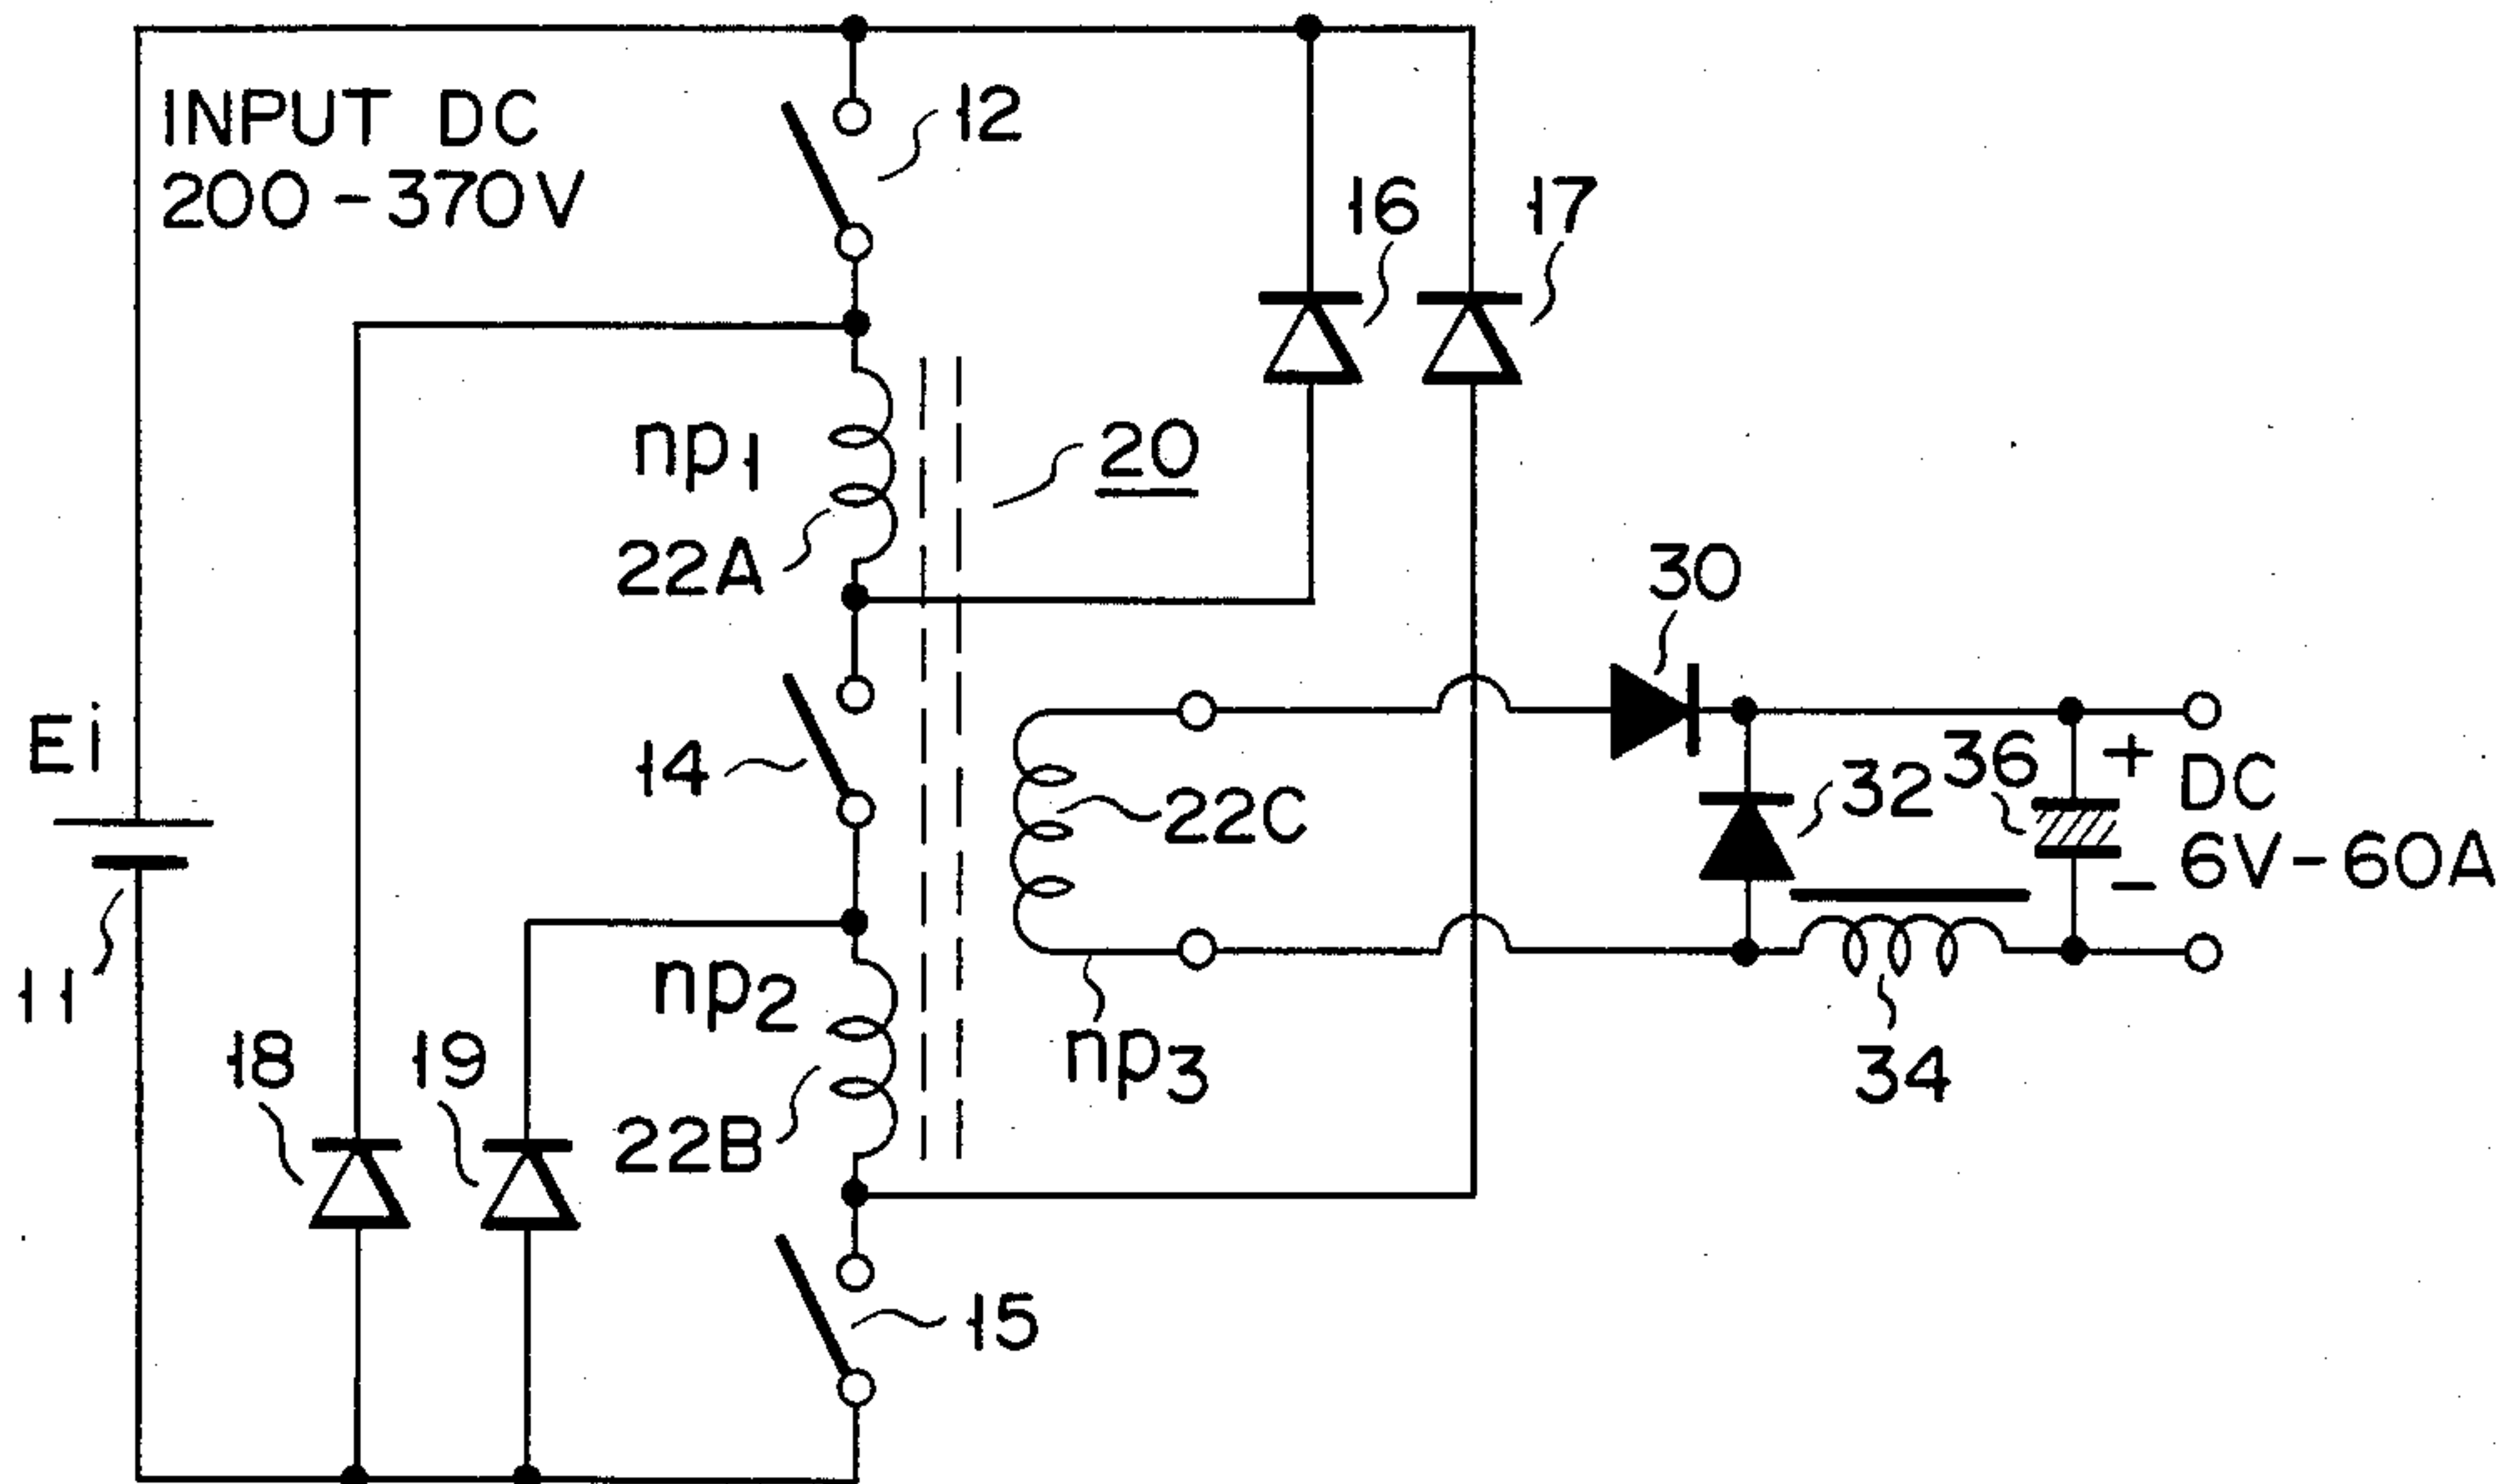 INPUT DC
200-370V
12
16
17
np1
20
22A
30
Ei
14
22C
32
36
+
DC
6V-60A
-
11
np2
np3
18
19
34
22B
15